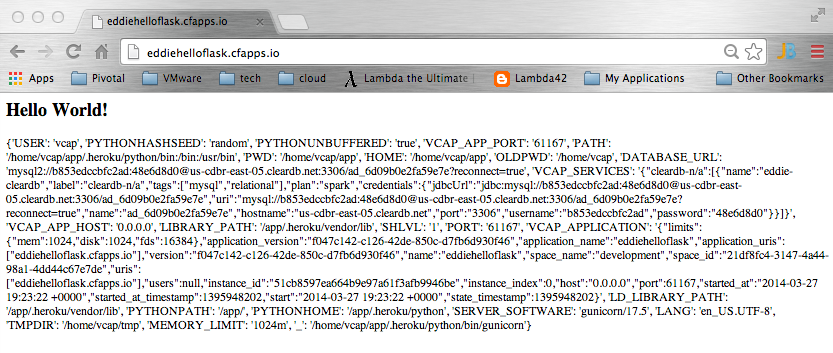 eddiehelloflask.cfapps.io
eddiehelloflask.cfapps.io
Apps Pivotal VMware tech cloud Lambda the Ultimate Lambda42 My Applications Other Bookmarks
Hello World!
{'USER': 'vcap', 'PYTHONHASHSEED': 'random', 'PYTHONUNBUFFERED': 'true', 'VCAP_APP_PORT': '61167', 'PATH':
'/home/vcap/app/.heroku/python/bin:/bin:/usr/bin', 'PWD': '/home/vcap/app', 'HOME': '/home/vcap/app', 'OLDPWD': '/home/vcap', 'DATABASE_URL':
'mysql2://b853edccbfc2ad:48e6d8d0@us-cdbr-east-05.cleardb.net:3306/ad_6d09b0e2fa59e7e?reconnect=true', 'VCAP_SERVICES': '{"cleardb-n/a":[{"name":"eddie-
cleardb","label":"cleardb-n/a","tags":["mysql","relational"],"plan":"spark","credentials":{"jdbcUrl":"jdbc:mysql://b853edccbfc2ad:48e6d8d0@us-cdbr-east-
05.cleardb.net:3306/ad_6d09b0e2fa59e7e","uri":"mysql://b853edccbfc2ad:48e6d8d0@us-cdbr-east-05.cleardb.net:3306/ad_6d09b0e2fa59e7e?
reconnect=true","name":"ad_6d09b0e2fa59e7e","hostname":"us-cdbr-east-05.cleardb.net","port":"3306","username":"b853edccbfc2ad","password":"48e6d8d0"}}]}',
'VCAP_APP_HOST': '0.0.0.0', 'LIBRARY_PATH': '/app/.heroku/vendor/lib', 'SHLVL': '1', 'PORT': '61167', 'VCAP_APPLICATION': '{"limits":
{"mem":1024,"disk":1024,"fds":16384},"application_version":"f047c142-c126-42de-850c-d7fb6d930f46","application_name":"eddiehelloflask","application_uris":
["eddiehelloflask.cfapps.io"],"version":"f047c142-c126-42de-850c-d7fb6d930f46","name":"eddiehelloflask","space_name":"development","space_id":"21df8fc4-3147-4a44-
98a1-4dd44c67e7de","uris":
["eddiehelloflask.cfapps.io"],"users":null,"instance_id":"51cb8597ea664b9e97a61f3afb9946be","instance_index":0,"host":"0.0.0.0","port":61167,"started_at":"2014-03-27
19:23:22 +0000","started_at_timestamp":1395948202,"start":"2014-03-27 19:23:22 +0000","state_timestamp":1395948202}', 'LD_LIBRARY_PATH':
'/app/.heroku/vendor/lib', 'PYTHONPATH': '/app/', 'PYTHONHOME': '/app/.heroku/python', 'SERVER_SOFTWARE': 'gunicorn/17.5', 'LANG': 'en_US.UTF-8',
'TMPDIR': '/home/vcap/tmp', 'MEMORY_LIMIT': '1024m', '_': '/home/vcap/app/.heroku/python/bin/gunicorn'}